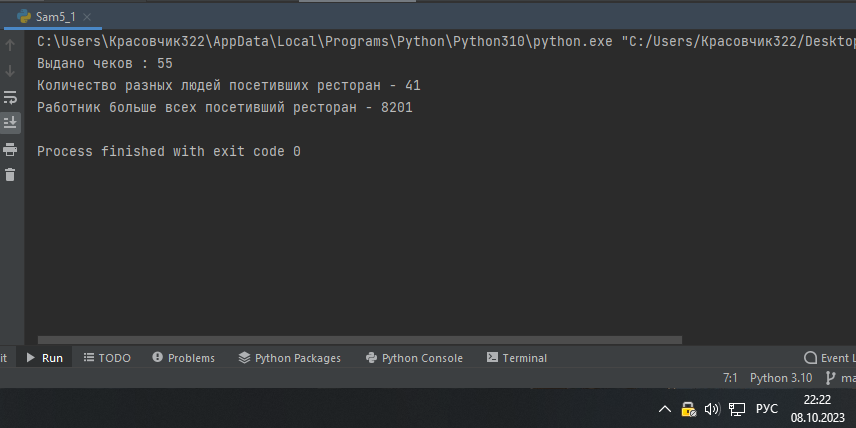 Sam5_1
C:\Users\Красовчик322\AppData\Local\Programs\Python\Python310\python.exe "C:/Users/Красовчик322/Deskto
Выдано чеков : 55
Количество разных людей посетивших ресторан - 41
Работник больше всех посетивший ресторан - 8201
Process finished with exit code 0
it Run TODO Problems Python Packages Python Console Terminal Event L
7:1 Python 3.10 ma
РУС 22:22
08.10.2023